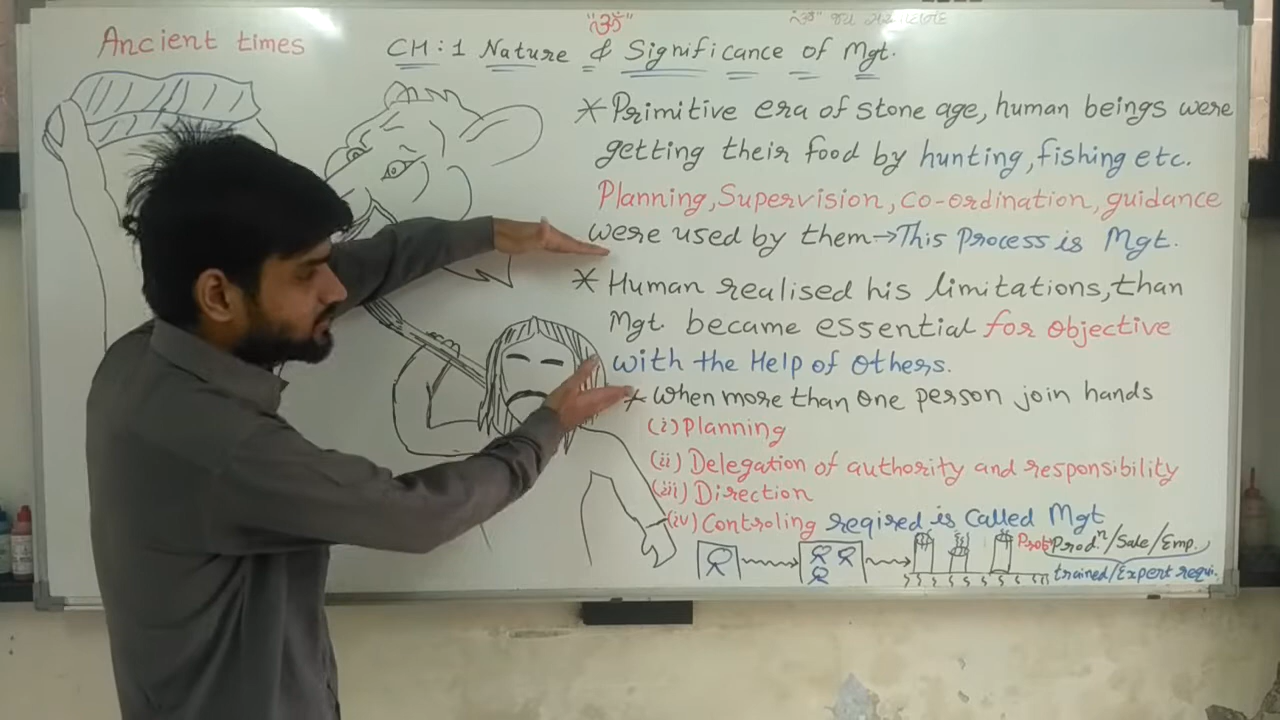 "ૐ"
Ancient times
CH:1 Nature & Significance of Mgt.
* Primitive era of stone age, human beings were
getting their food by hunting, fishing etc.
Planning, Supervision, co-ordination, guidance
were used by them→This Process is Mgt.
* Human realised his limitations, than
Mgt. became essential for objective
with the Help of Others.
* When more than One person join hands
(i) Planning
(ii) Delegation of authority and responsibility
(iii) Direction
(iv) Controling reqired is Called Mgt
Prodⁿ/Sale/Emp.
trained/Expert requi.